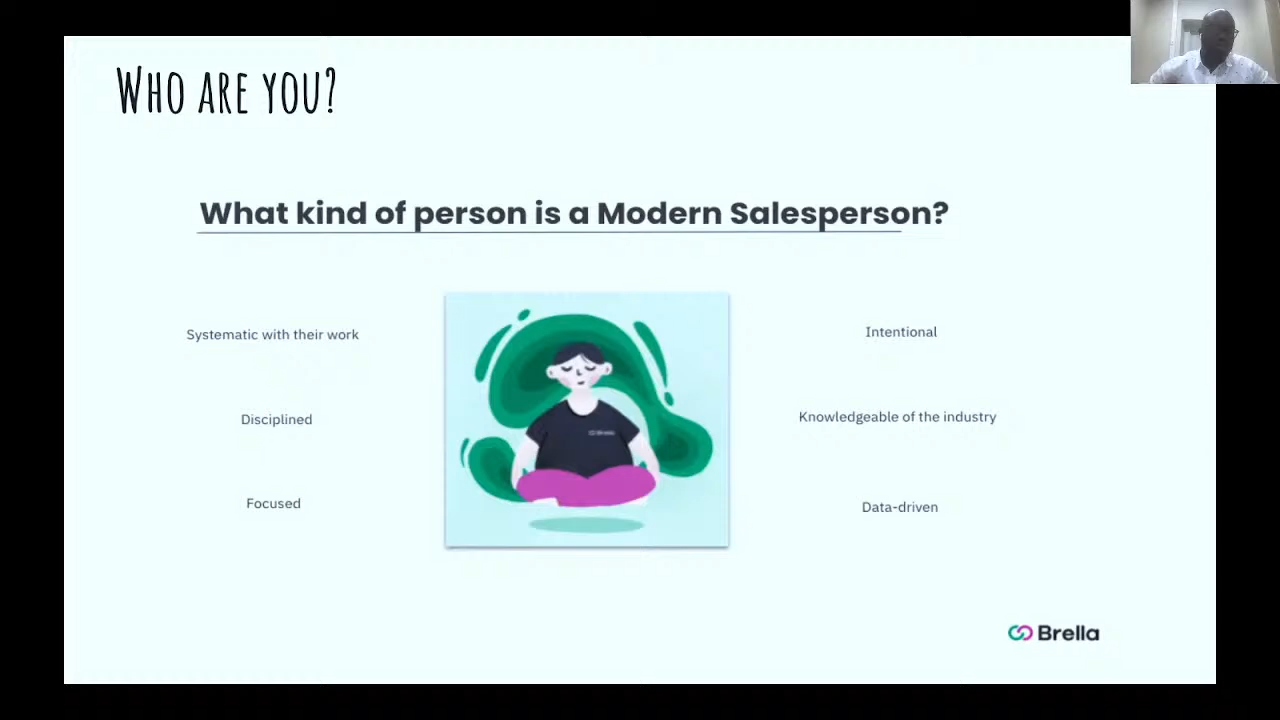 Who are you?
What kind of person is a Modern Salesperson?
Systematic with their work
Intentional
Disciplined
Knowledgeable of the industry
Focused
Data-driven
Brella
Brella